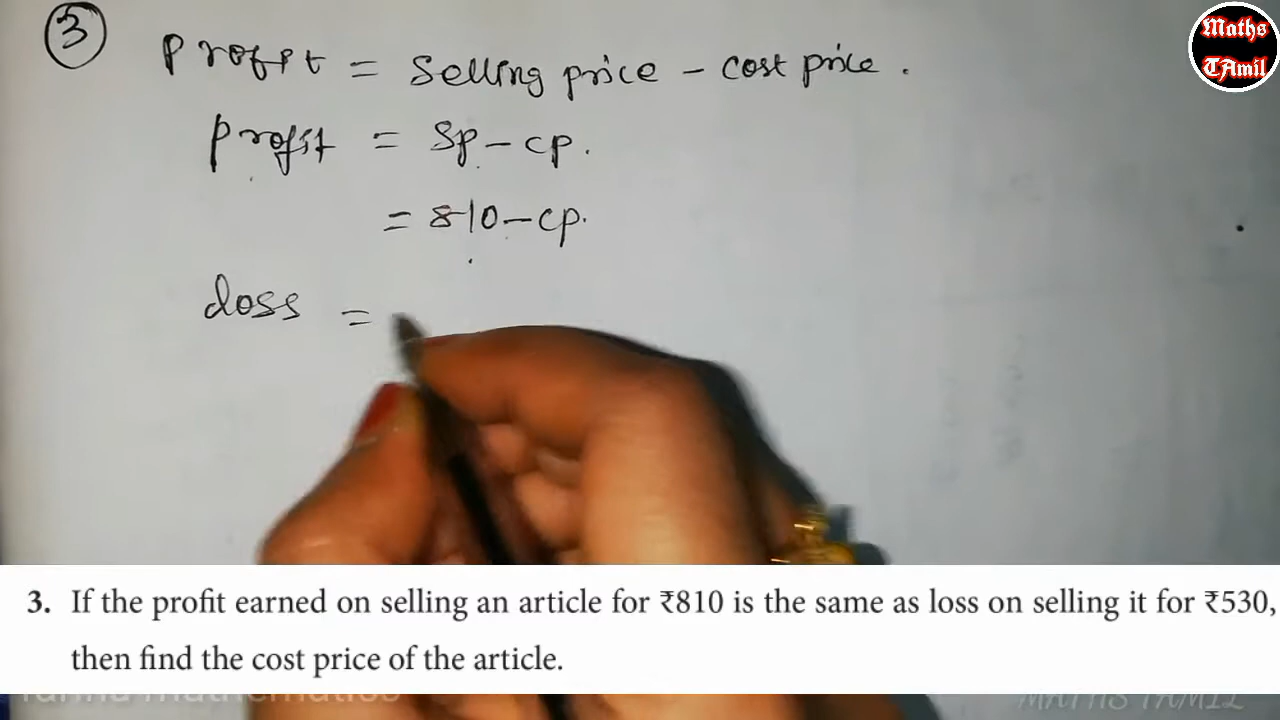 3
Profit = Selling price - cost price.
Maths
TAmil
Profit = Sp - cp.
= 810 - cp.
Loss =
3. If the profit earned on selling an article for ₹810 is the same as loss on selling it for ₹530,
then find the cost price of the article.
MATHS TAMIL